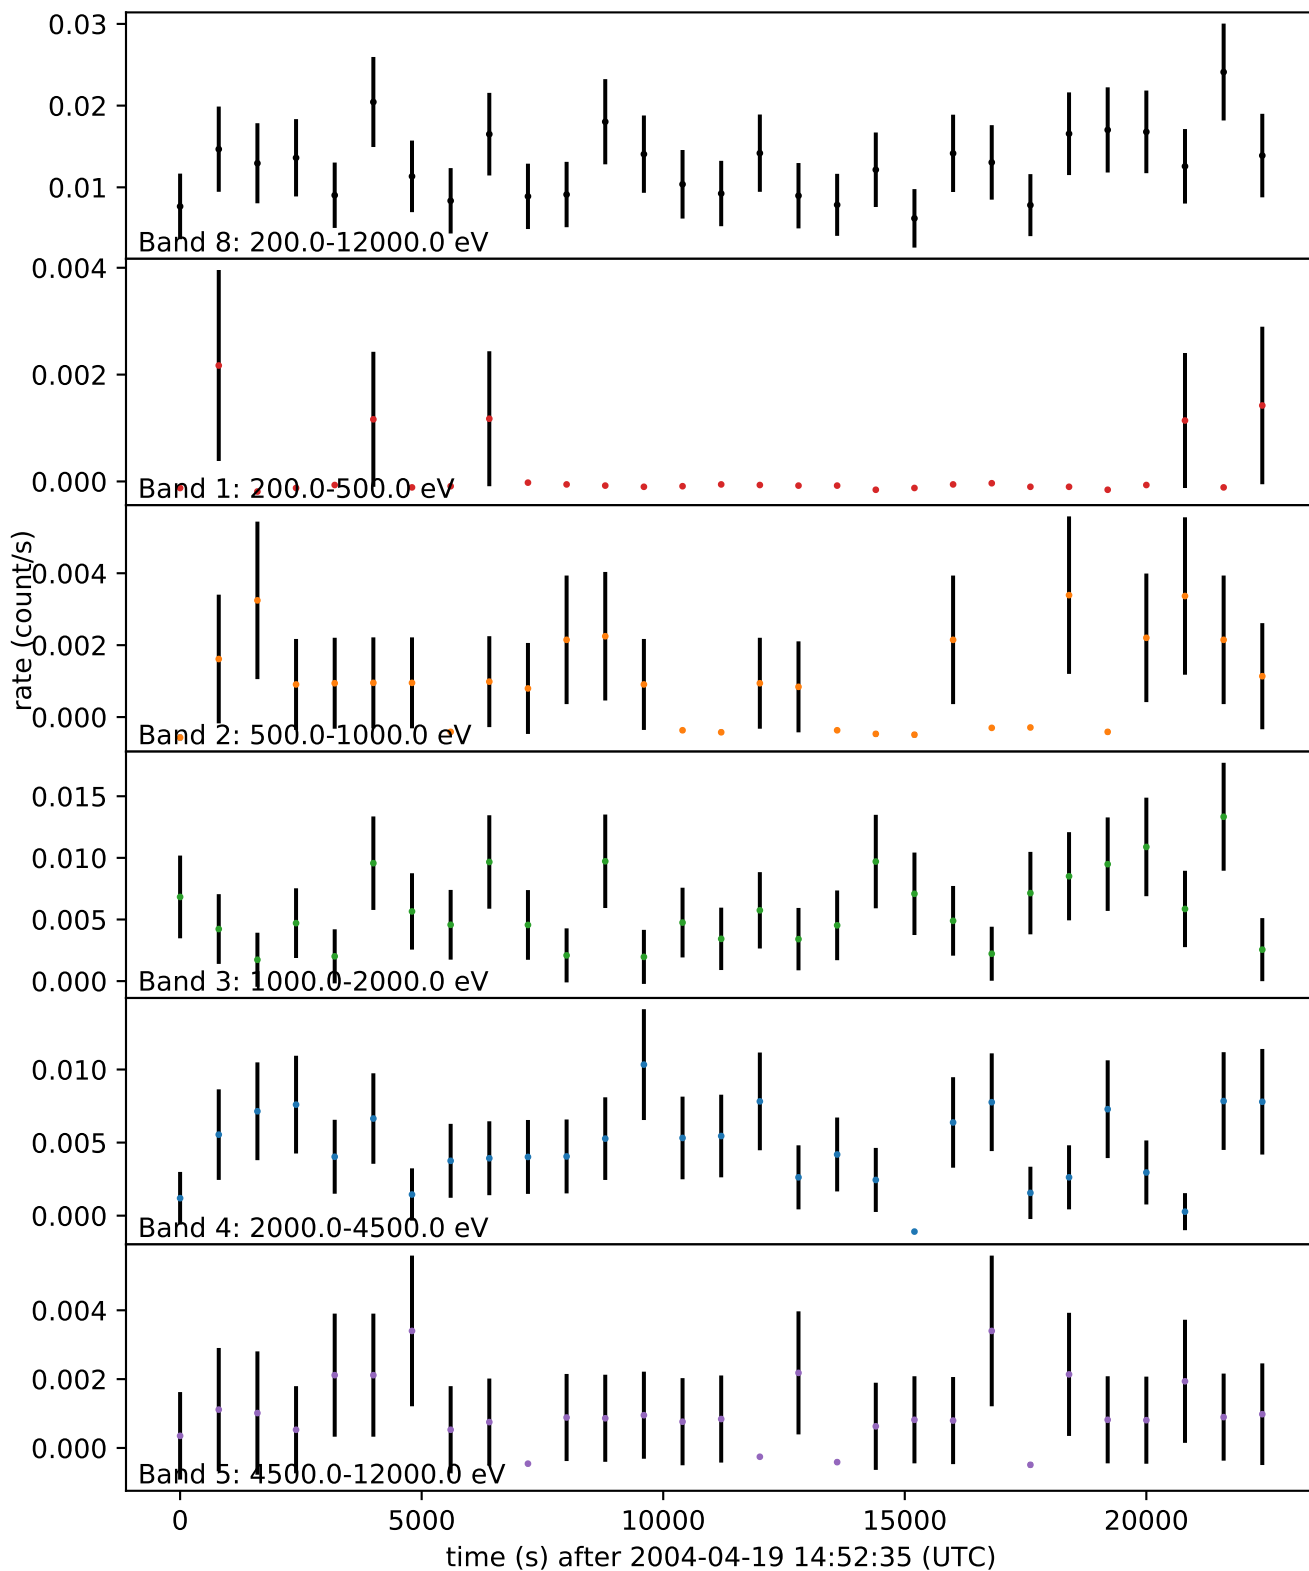 0.03
0.02
0.01
Band 8: 200.0-12000.0 eV
0.004
0.002
0.000
Band 1: 200.0-500.0 eV
rate (count/s)
0.004
0.002
0.000
Band 2: 500.0-1000.0 eV
0.015
0.010
0.005
0.000
Band 3: 1000.0-2000.0 eV
0.010
0.005
0.000
Band 4: 2000.0-4500.0 eV
0.004
0.002
0.000
Band 5: 4500.0-12000.0 eV
0 5000 10000 15000 20000
time (s) after 2004-04-19 14:52:35 (UTC)